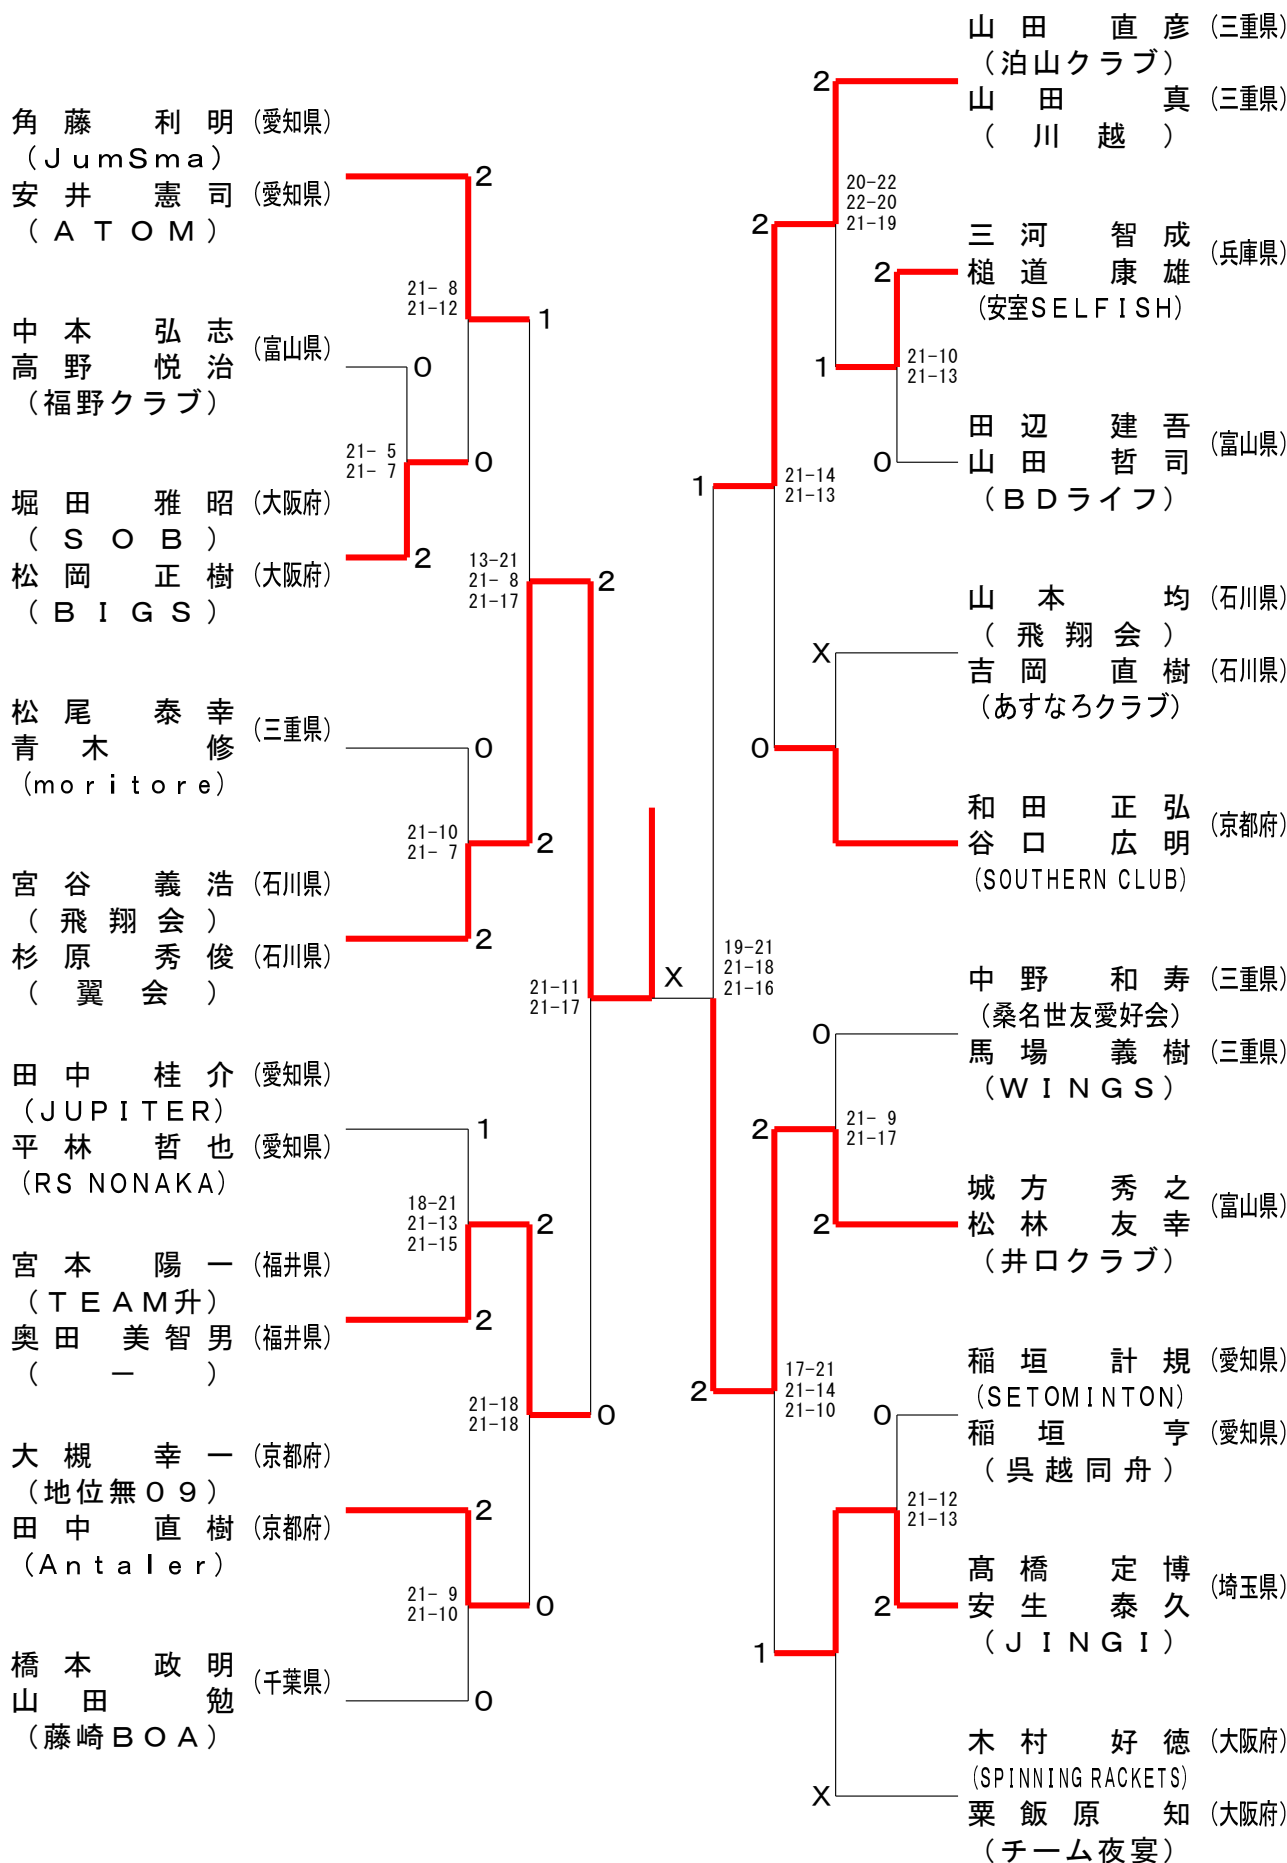 角藤 利明 (愛知県)
(JumSma)
安井 憲司 (愛知県)
(ATOM)
2
21- 8
21-12
1
中本 弘志
高野 悦治
(富山県)
(福野クラブ)
0
21- 5
21- 7
0
堀田 雅昭 (大阪府)
(SOB)
松岡 正樹 (大阪府)
(BIGS)
2
13-21
21- 8
21-17
2
松尾 泰幸
青木 修
(三重県)
(moritore)
0
21-10
21- 7
2
宮谷 義浩 (石川県)
(飛翔会)
杉原 秀俊 (石川県)
(翼会)
2
21-11
21-17
X
田中 桂介 (愛知県)
(JUPITER)
平林 哲也 (愛知県)
(RS NONAKA)
1
18-21
21-13
21-15
2
宮本 陽一 (福井県)
(TEAM升)
奥田 美智男 (福井県)
(ー)
2
21-18
21-18
0
大槻 幸一 (京都府)
(地位無09)
田中 直樹 (京都府)
(Antaler)
2
21- 9
21-10
0
橋本 政明
山田 勉
(千葉県)
(藤崎BOA)
0
山田 直彦 (三重県)
(泊山クラブ)
山田 真 (三重県)
(川越)
2
20-22
22-20
21-19
2
三河 智成
槌道 康雄
(兵庫県)
(安室SELFISH)
2
21-10
21-13
1
田辺 建吾
山田 哲司
(富山県)
(BDライフ)
0
21-14
21-13
1
山本 均 (石川県)
(飛翔会)
吉岡 直樹 (石川県)
(あすなろクラブ)
X
0
和田 正弘
谷口 広明
(京都府)
(SOUTHERN CLUB)
19-21
21-18
21-16
中野 和寿 (三重県)
(桑名世友愛好会)
馬場 義樹 (三重県)
(WINGS)
0
21- 9
21-17
2
城方 秀之
松林 友幸
(富山県)
(井口クラブ)
2
17-21
21-14
21-10
2
稲垣 計規 (愛知県)
(SETOMINTON)
稲垣 亨 (愛知県)
(呉越同舟)
0
21-12
21-13
髙橋 定博
安生 泰久
(埼玉県)
(JINGI)
2
1
木村 好徳 (大阪府)
(SPINNING RACKETS)
粟飯原 知 (大阪府)
(チーム夜宴)
X